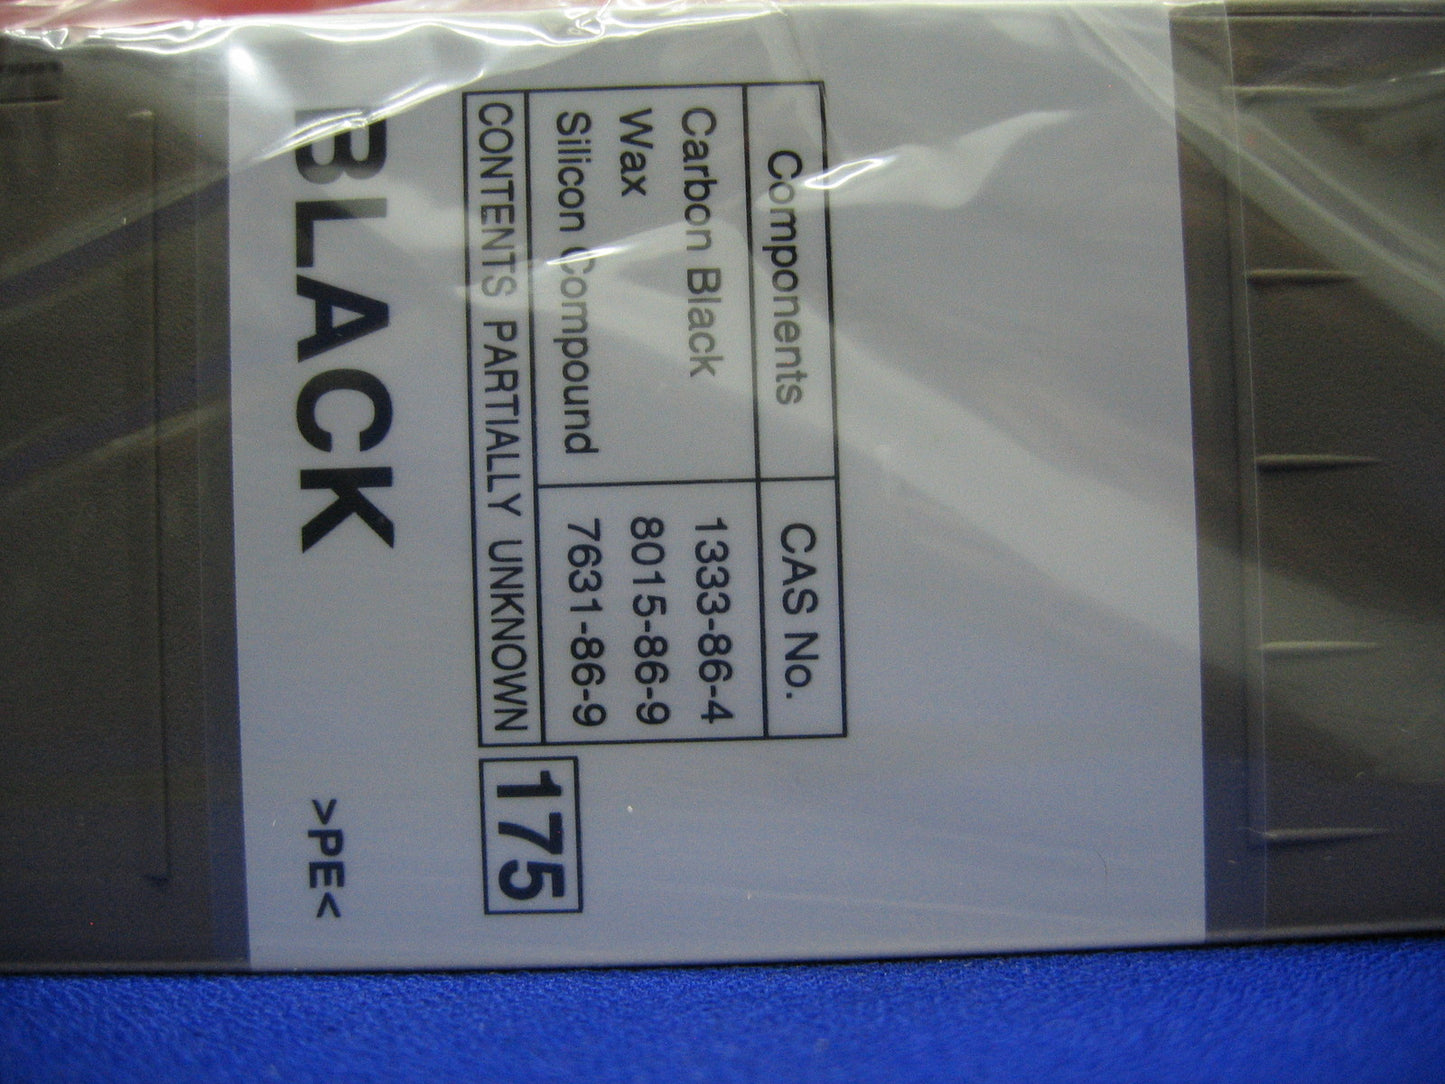 Components CAS No.
Carbon Black 1333-86-4
Wax 8015-86-9
Silicon Compound 7631-86-9
CONTENTS PARTIALLY UNKNOWN
175
BLACK
>PE<